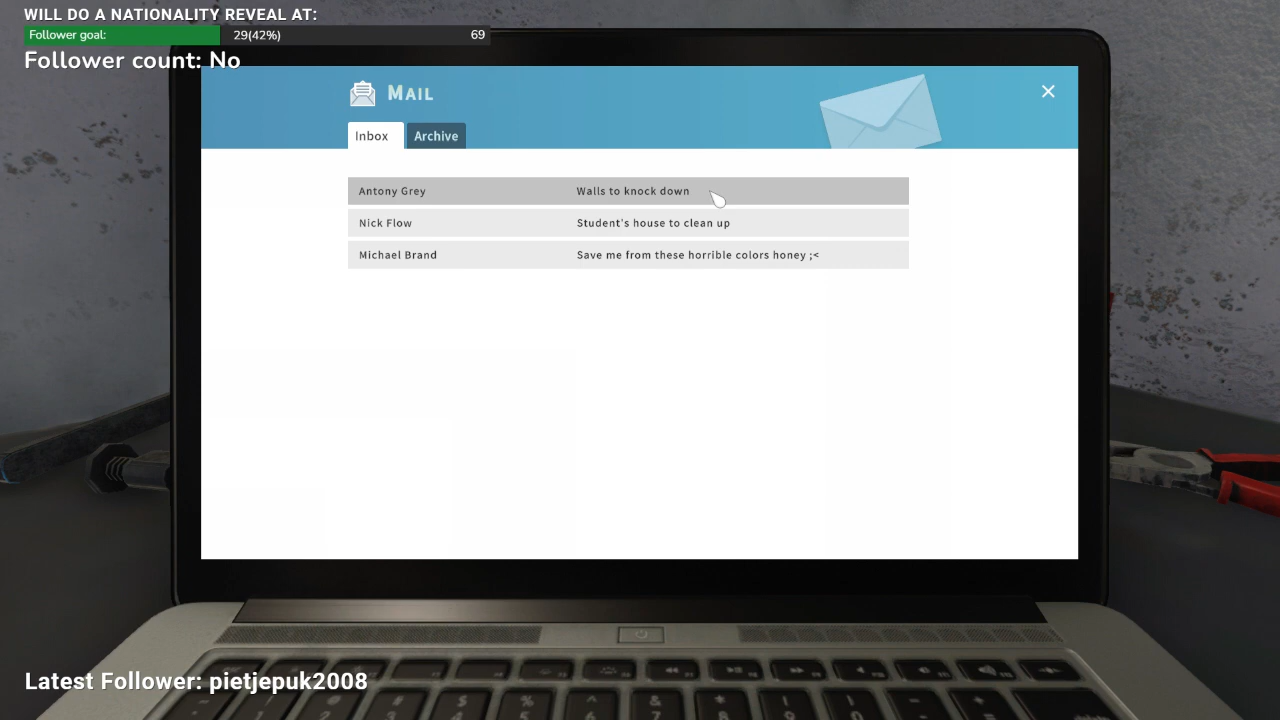 WILL DO A NATIONALITY REVEAL AT:
Follower goal: 29(42%) 69
Follower count: No
MAIL
Inbox Archive
Antony Grey Walls to knock down
Nick Flow Student's house to clean up
Michael Brand Save me from these horrible colors honey ;<
Latest Follower: pietjepuk2008